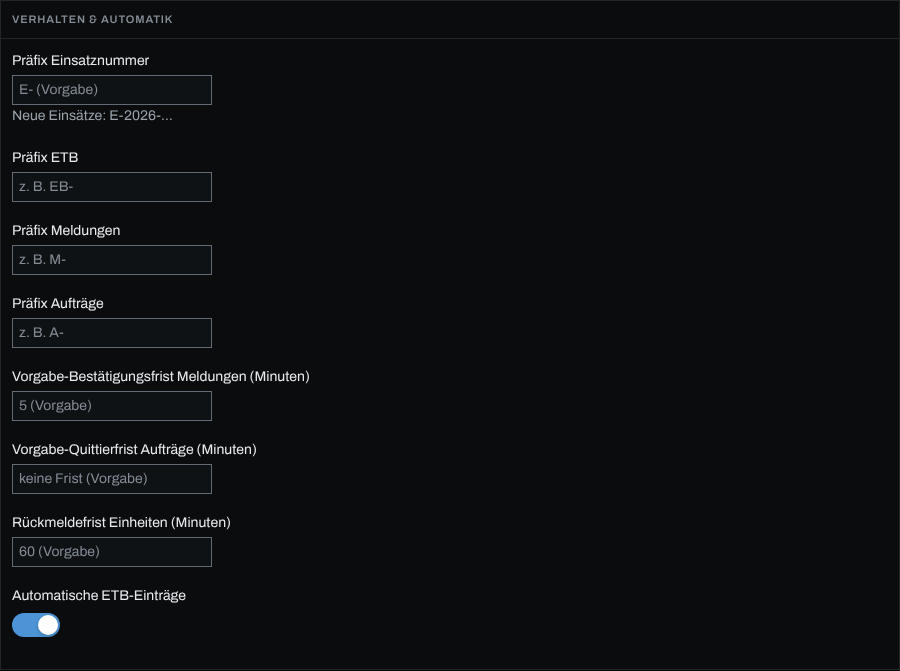 VERHALTEN & AUTOMATIK
Präfix Einsatznummer
E- (Vorgabe)
Neue Einsätze: E-2026-…
Präfix ETB
z. B. EB-
Präfix Meldungen
z. B. M-
Präfix Aufträge
z. B. A-
Vorgabe-Bestätigungsfrist Meldungen (Minuten)
5 (Vorgabe)
Vorgabe-Quittierfrist Aufträge (Minuten)
keine Frist (Vorgabe)
Rückmeldefrist Einheiten (Minuten)
60 (Vorgabe)
Automatische ETB-Einträge